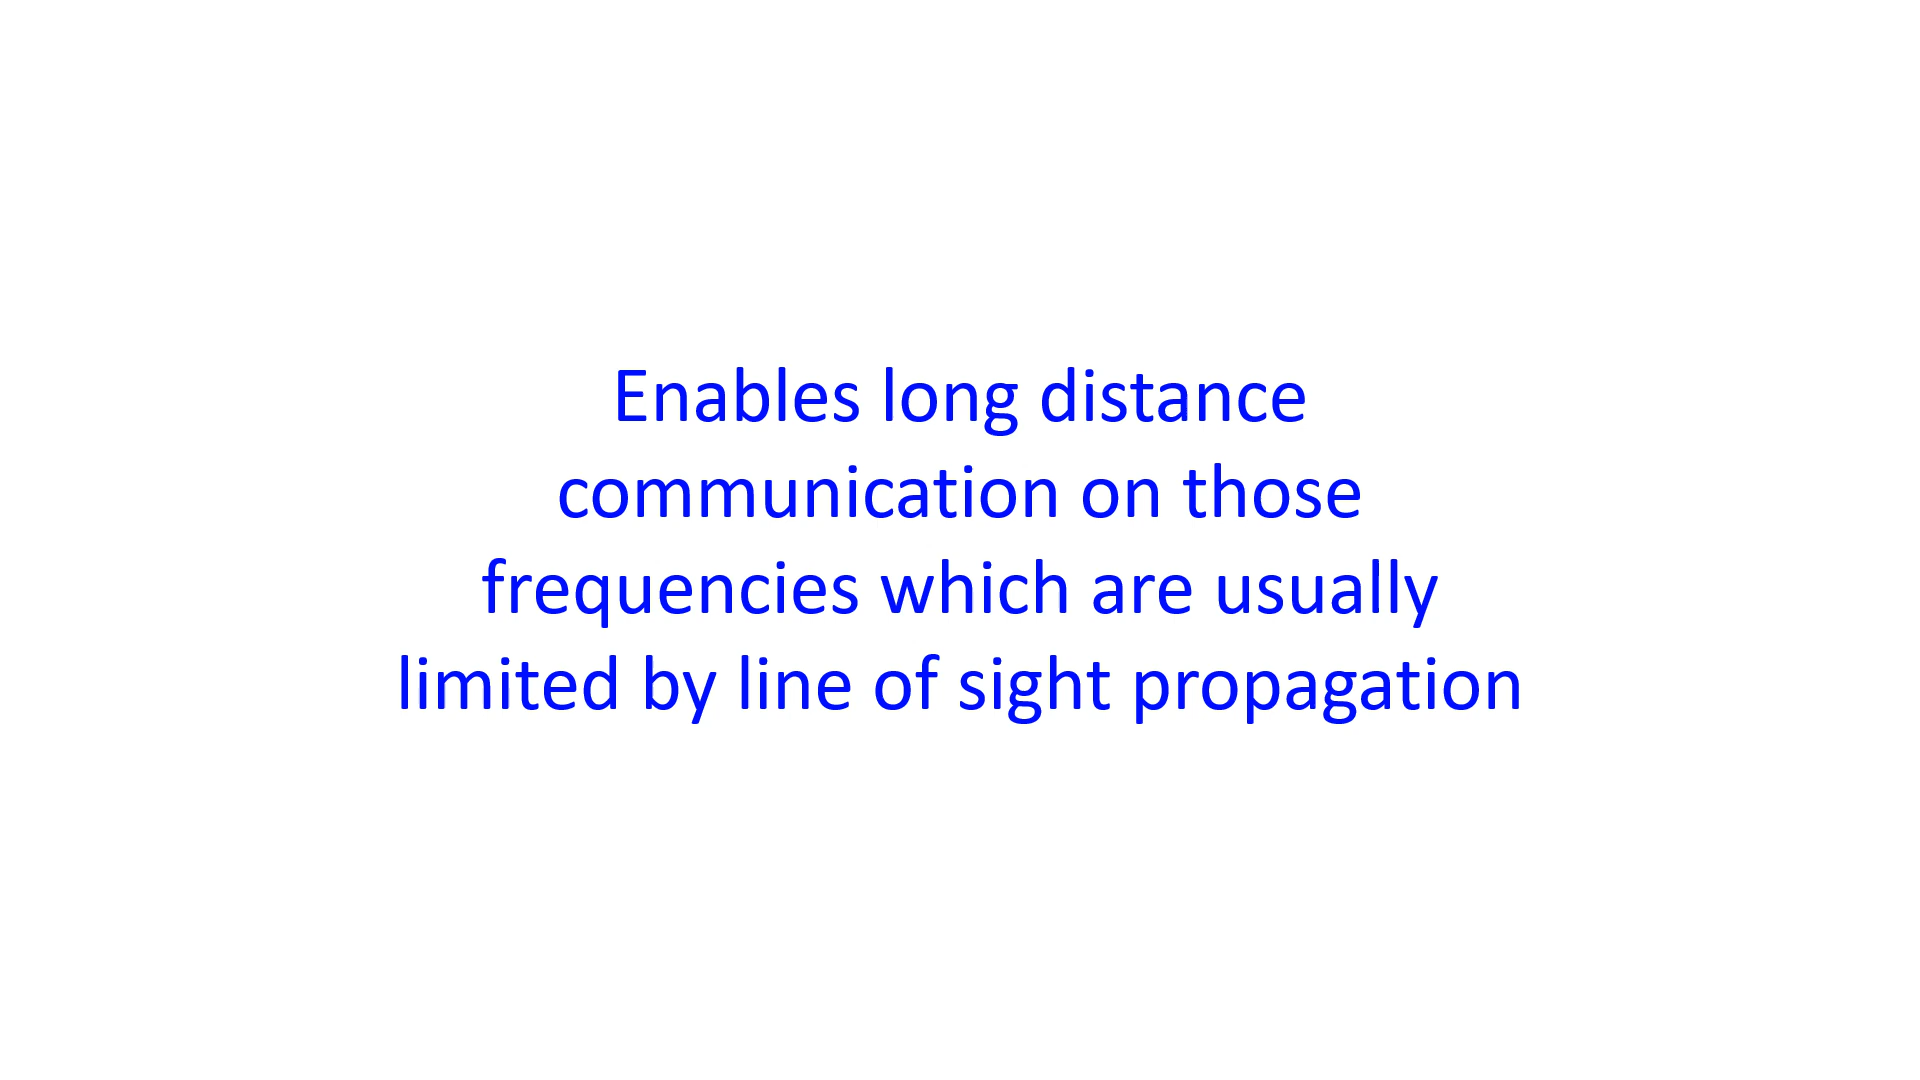 Enables long distance
communication on those
frequencies which are usually
limited by line of sight propagation